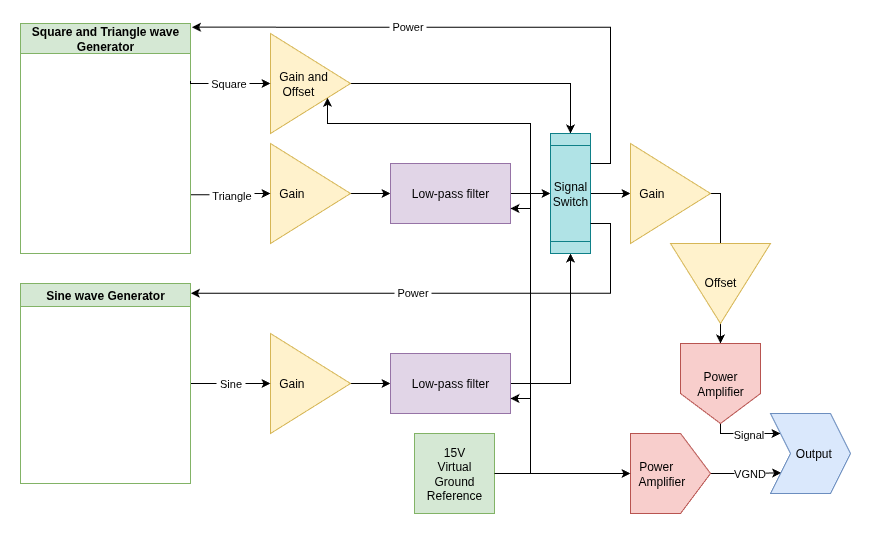 Power
Square and Triangle wave
Generator
Square
Gain and
Offset
Triangle
Gain
Low-pass filter
Signal
Switch
Gain
Offset
Sine wave Generator
Power
Sine
Gain
Low-pass filter
Power
Amplifier
Signal
Output
15V
Virtual
Ground
Reference
Power
Amplifier
VGND